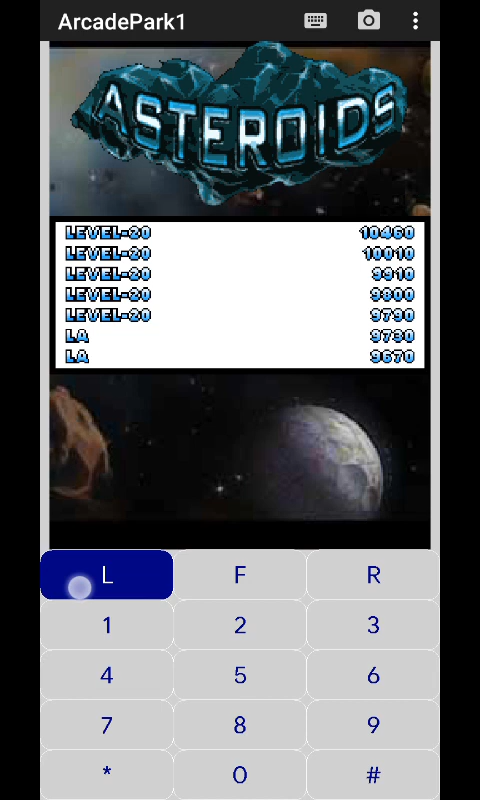 ArcadePark1
ASTEROIDS
LEVEL-20 10460
LEVEL-20 10010
LEVEL-20 9910
LEVEL-20 9800
LEVEL-20 9790
LA 9730
LA 9670
L F R
1 2 3
4 5 6
7 8 9
* 0 #